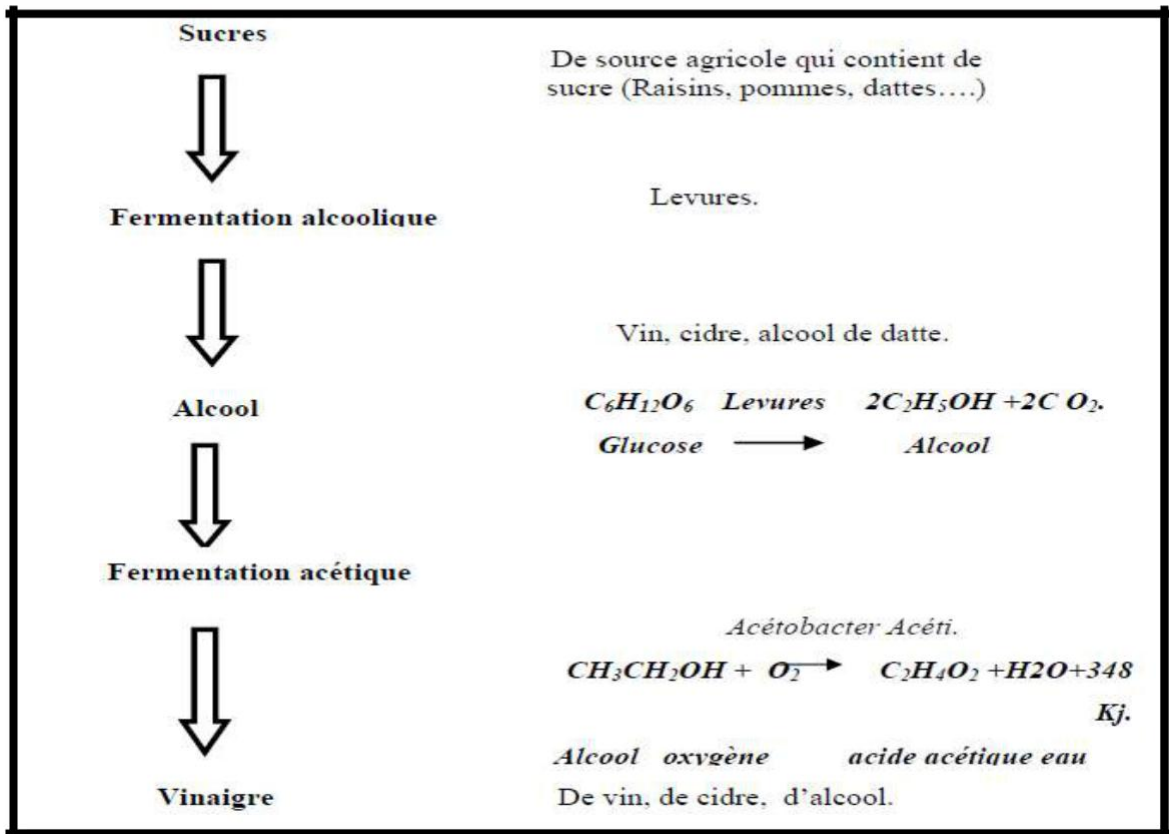 Sucres
De source agricole qui contient de
sucre (Raisins, pommes, dattes….)
Levures.
Fermentation alcoolique
Vin, cidre, alcool de datte.
Alcool
C₆H₁₂O₆ Levures 2C₂H₅OH +2C O₂.
Glucose Alcool
Fermentation acétique
Acétobacter Acéti.
CH₃CH₂OH + O₂ C₂H₄O₂ +H2O+348
Kj.
Alcool oxygène acide acétique eau
Vinaigre
De vin, de cidre, d’alcool.